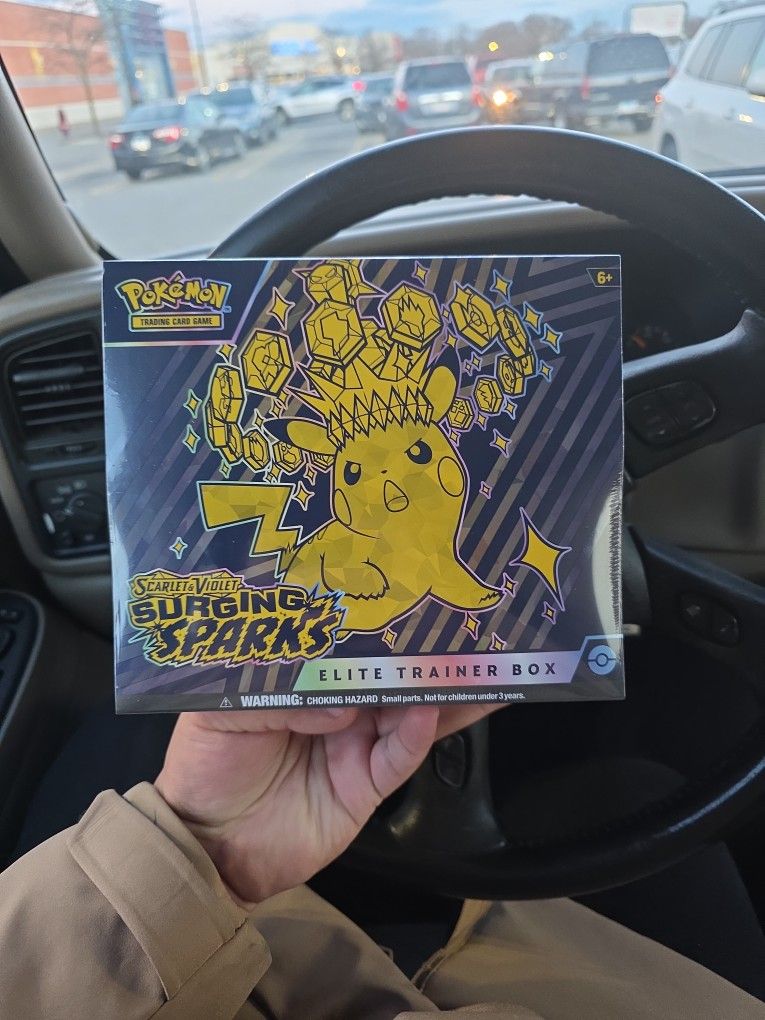 POKéMON
TRADING CARD GAME
6+
SCARLET & VIOLET
SURGING
SPARKS
ELITE TRAINER BOX
⚠ WARNING: CHOKING HAZARD Small parts. Not for children under 3 years.